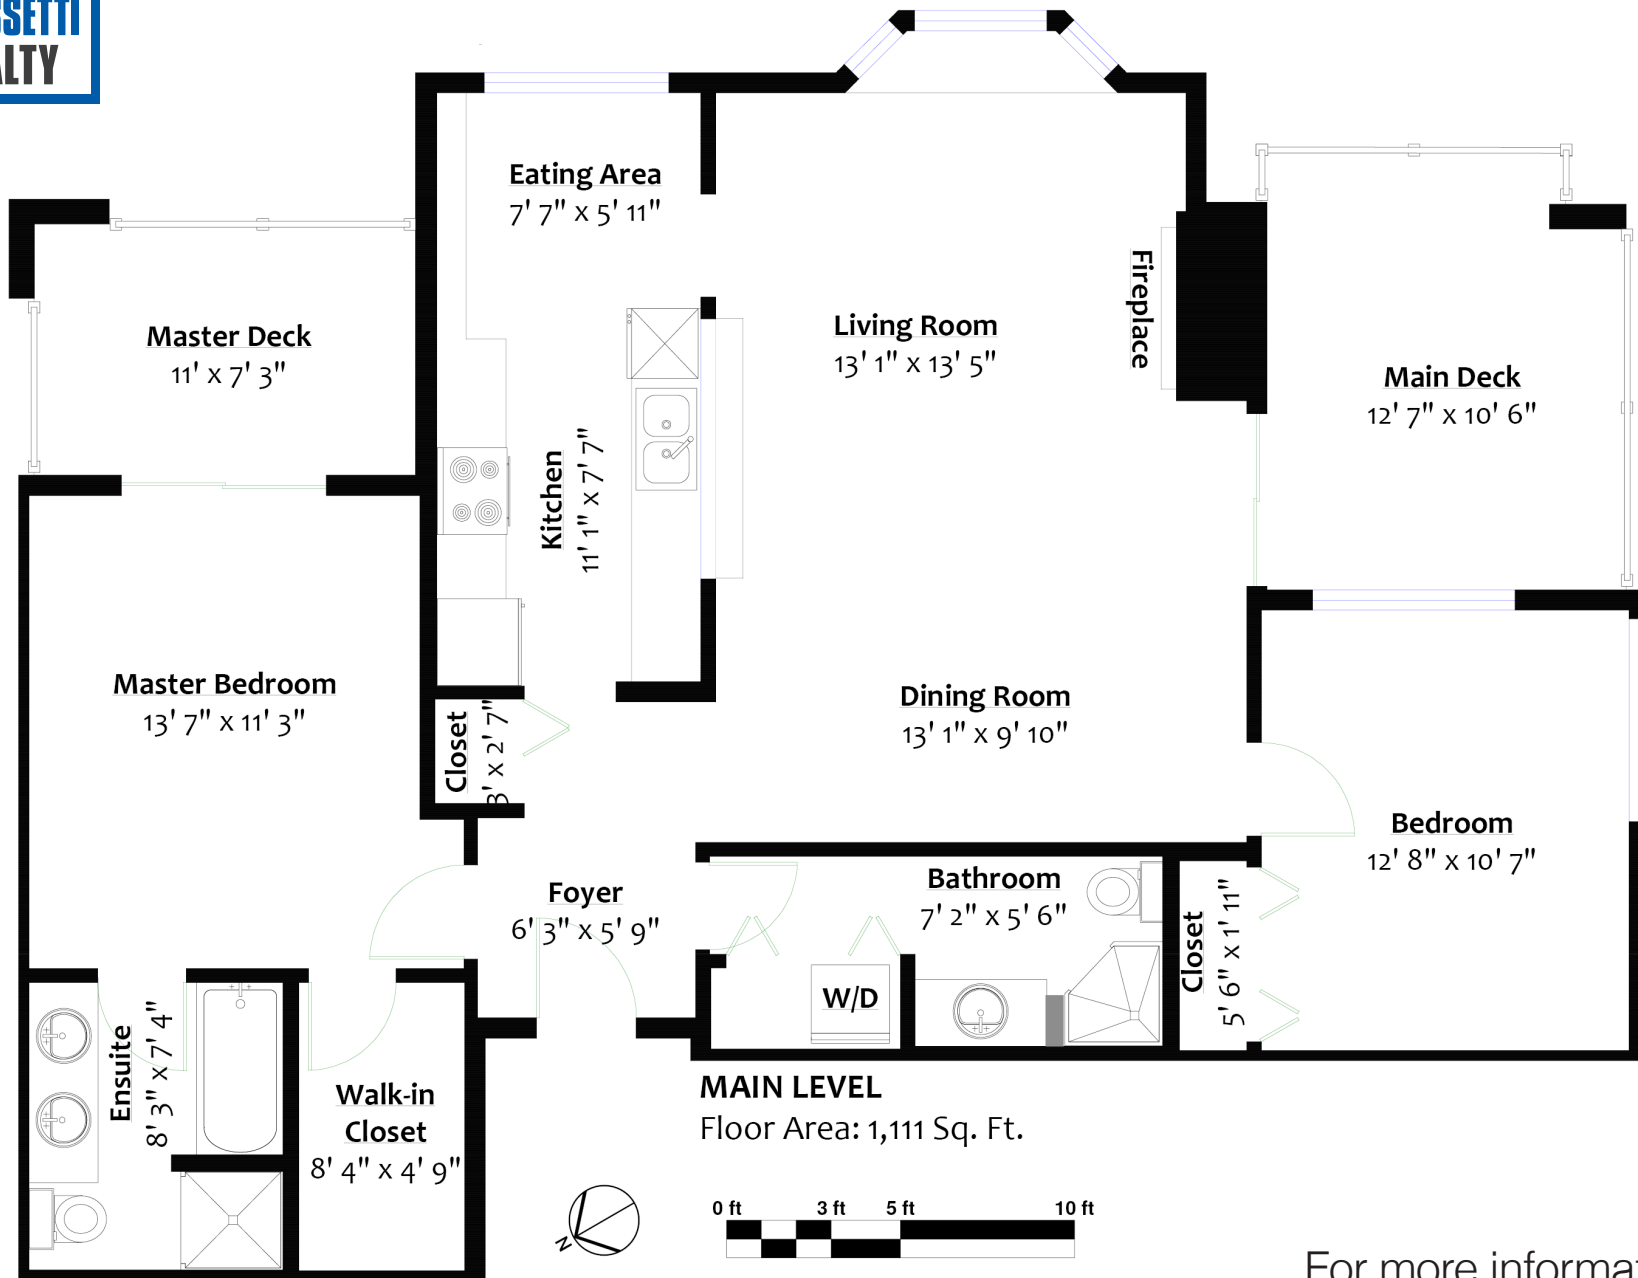 SSETTI
ALTY
Eating Area
7' 7" x 5' 11"
Master Deck
11' x 7' 3"
Living Room
13' 1" x 13' 5"
Fireplace
Main Deck
12' 7" x 10' 6"
Kitchen
11' 1" x 7' 7"
Master Bedroom
13' 7" x 11' 3"
Closet
3' x 2' 7"
Dining Room
13' 1" x 9' 10"
Bedroom
12' 8" x 10' 7"
Foyer
6' 3" x 5' 9"
Bathroom
7' 2" x 5' 6"
W/D
Closet
5' 6" x 1' 11"
Ensuite
8' 3" x 7' 4"
Walk-in
Closet
8' 4" x 4' 9"
MAIN LEVEL
Floor Area: 1,111 Sq. Ft.
N
0 ft 3 ft 5 ft 10 ft
For more informat